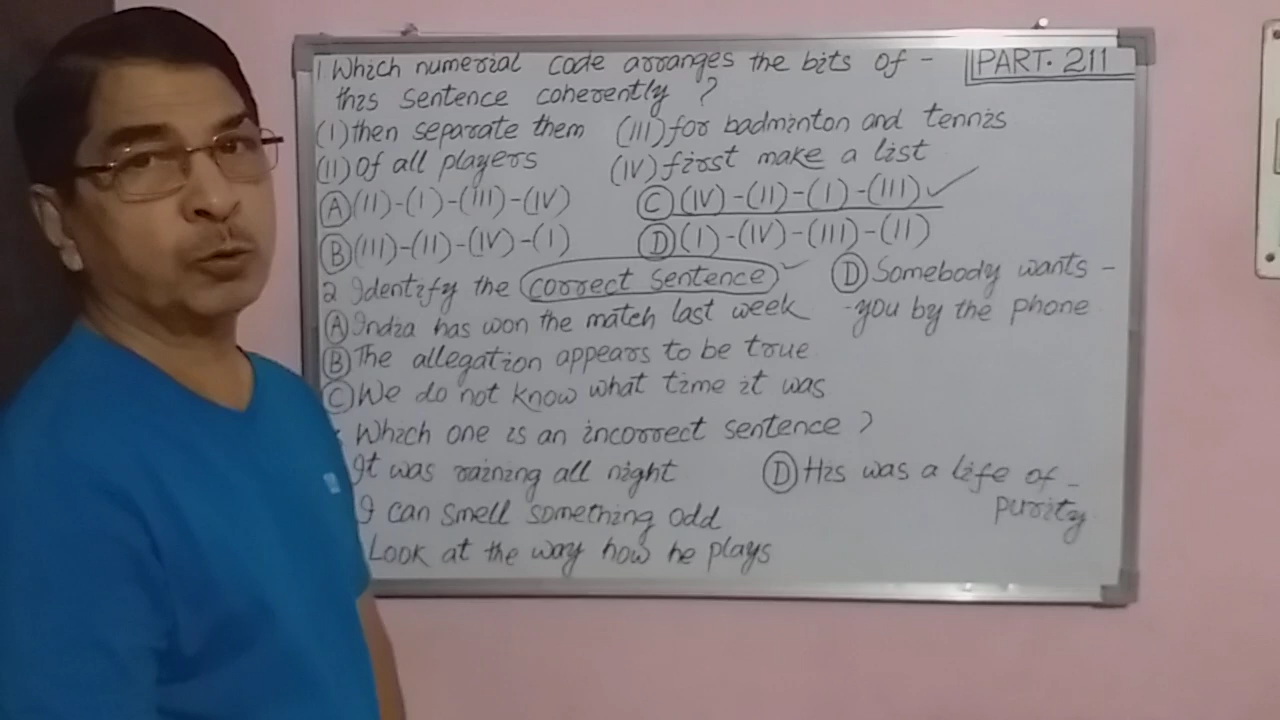 1. Which numerial code arranges the bits of -
PART. 211
this sentence coherently ?
(I) then separate them (III) for badminton and tennis
(II) Of all players (IV) first make a list
(A) (II)-(I)-(III)-(IV) (C) (IV)-(II)-(I)-(III) ✓
(B) (III)-(II)-(IV)-(I) (D) (I)-(IV)-(III)-(II)
2 Identify the correct sentence ✓ (D) Somebody wants -
(A) India has won the match last week -you by the phone
(B) The allegation appears to be true
(C) We do not know what time it was
Which one is an incorrect sentence ?
It was raining all night (D) His was a life of -
purity
I can smell something odd
Look at the way how he plays